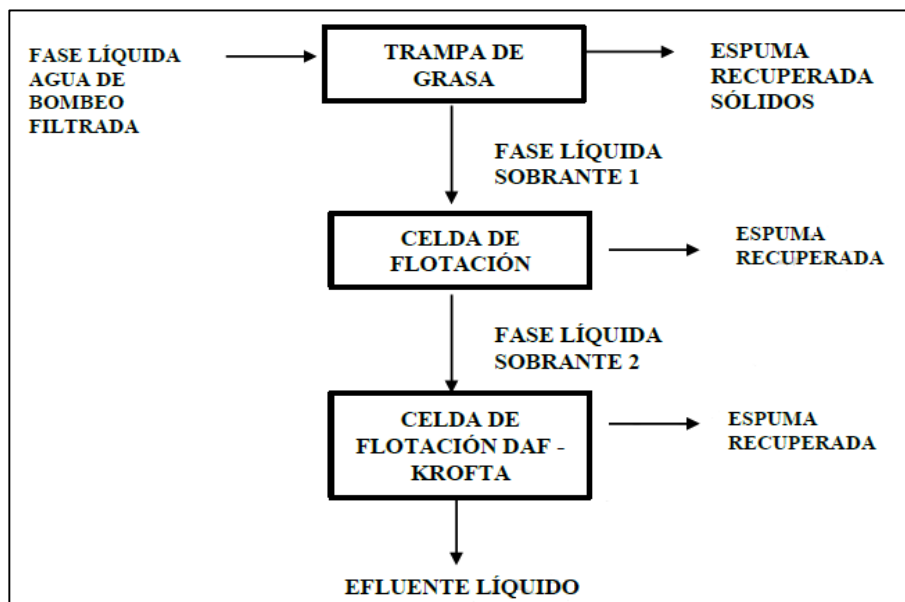 FASE LÍQUIDA
AGUA DE
BOMBEO
FILTRADA
TRAMPA DE
GRASA
ESPUMA
RECUPERADA
SÓLIDOS
FASE LÍQUIDA
SOBRANTE 1
CELDA DE
FLOTACIÓN
ESPUMA
RECUPERADA
FASE LÍQUIDA
SOBRANTE 2
CELDA DE
FLOTACIÓN DAF -
KROFTA
ESPUMA
RECUPERADA
EFLUENTE LÍQUIDO